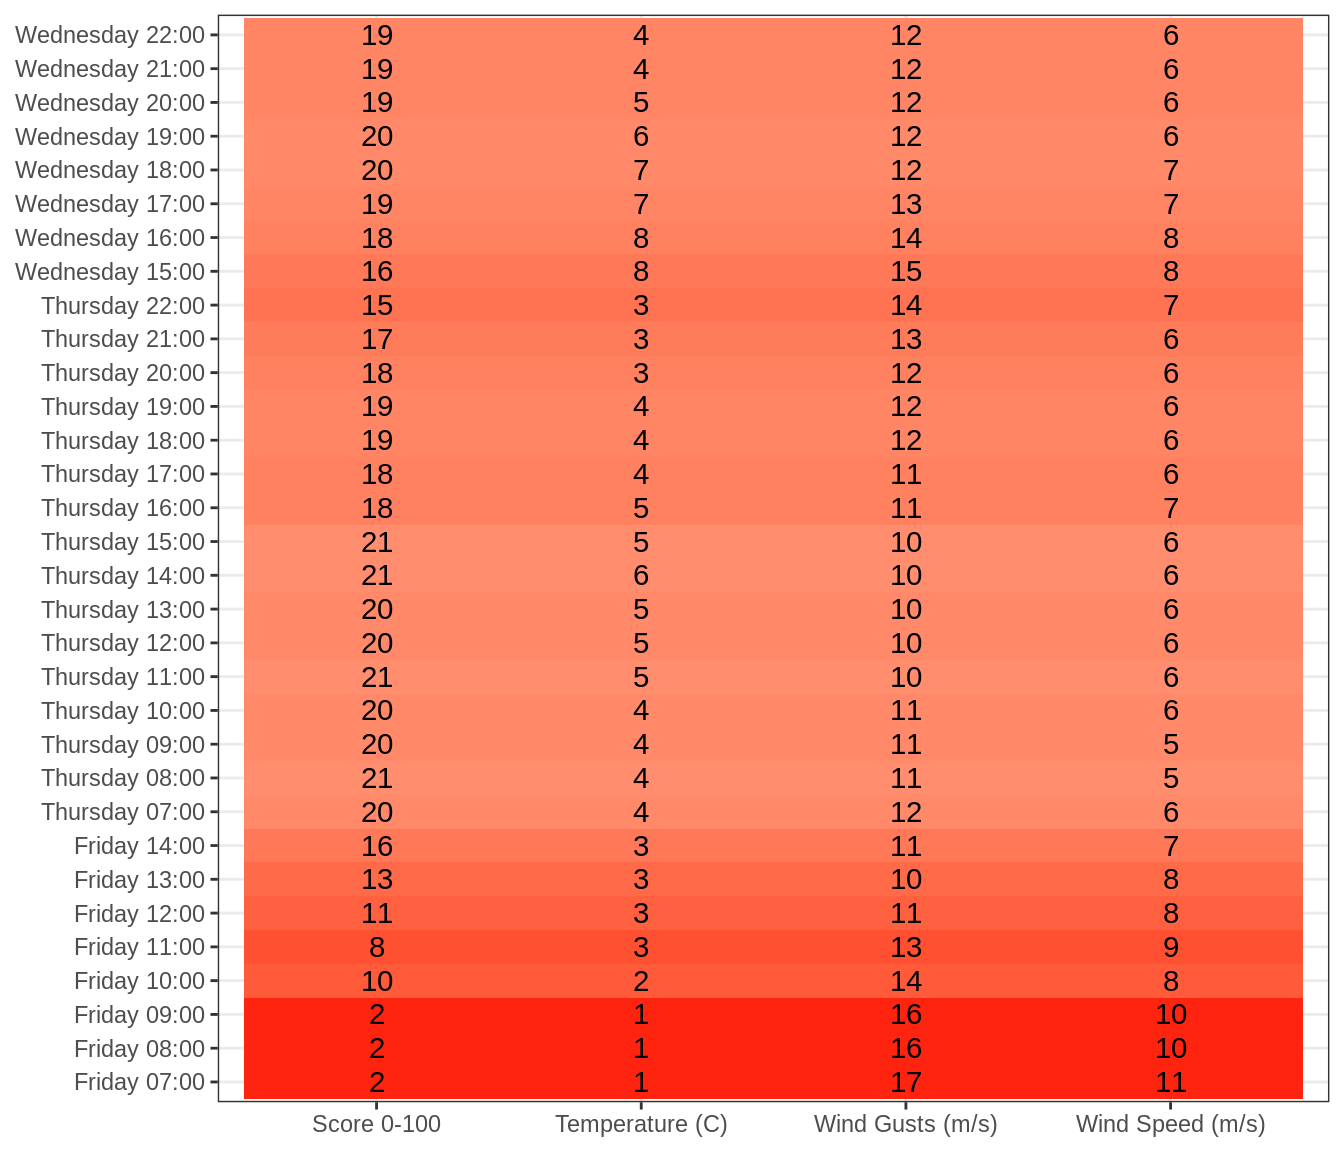 Wednesday 22:00 19 4 12 6
Wednesday 21:00 19 4 12 6
Wednesday 20:00 19 5 12 6
Wednesday 19:00 20 6 12 6
Wednesday 18:00 20 7 12 7
Wednesday 17:00 19 7 13 7
Wednesday 16:00 18 8 14 8
Wednesday 15:00 16 8 15 8
Thursday 22:00 15 3 14 7
Thursday 21:00 17 3 13 6
Thursday 20:00 18 3 12 6
Thursday 19:00 19 4 12 6
Thursday 18:00 19 4 12 6
Thursday 17:00 18 4 11 6
Thursday 16:00 18 5 11 7
Thursday 15:00 21 5 10 6
Thursday 14:00 21 6 10 6
Thursday 13:00 20 5 10 6
Thursday 12:00 20 5 10 6
Thursday 11:00 21 5 10 6
Thursday 10:00 20 4 11 6
Thursday 09:00 20 4 11 5
Thursday 08:00 21 4 11 5
Thursday 07:00 20 4 12 6
Friday 14:00 16 3 11 7
Friday 13:00 13 3 10 8
Friday 12:00 11 3 11 8
Friday 11:00 8 3 13 9
Friday 10:00 10 2 14 8
Friday 09:00 2 1 16 10
Friday 08:00 2 1 16 10
Friday 07:00 2 1 17 11
Score 0-100 Temperature (C) Wind Gusts (m/s) Wind Speed (m/s)